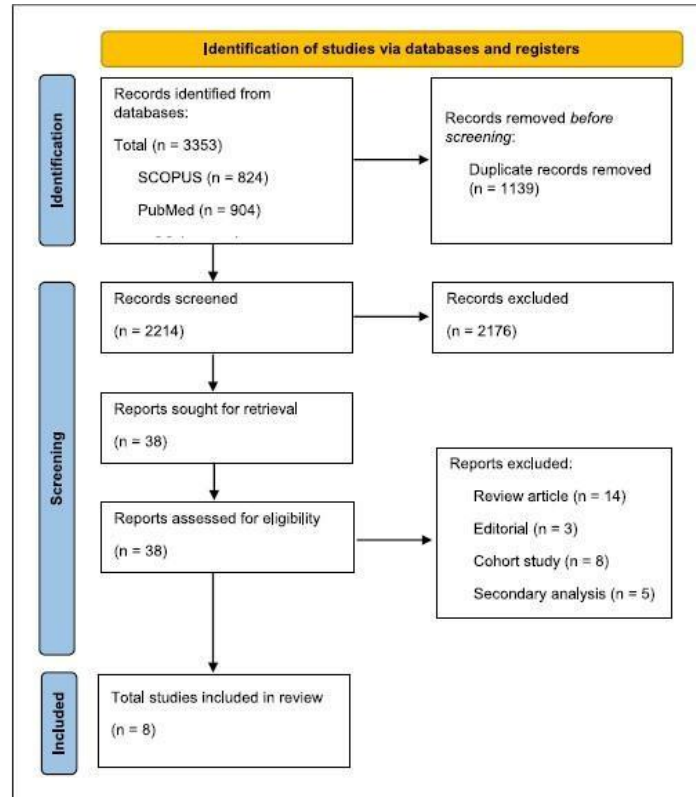 Identification of studies via databases and registers
Identification
Records identified from
databases:
Total (n = 3353)
SCOPUS (n = 824)
PubMed (n = 904)
Records removed before
screening:
Duplicate records removed
(n = 1139)
Screening
Records screened
(n = 2214)
Records excluded
(n = 2176)
Reports sought for retrieval
(n = 38)
Reports assessed for eligibility
(n = 38)
Reports excluded:
Review article (n = 14)
Editorial (n = 3)
Cohort study (n = 8)
Secondary analysis (n = 5)
Included
Total studies included in review
(n = 8)